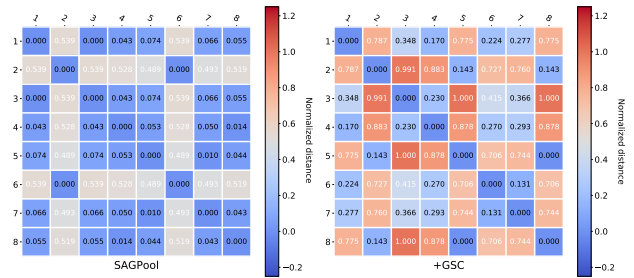 1 2 3 4 5 6 7 8
1 0.000 0.539 0.000 0.043 0.074 0.539 0.066 0.055
2 0.539 0.000 0.539 0.528 0.489 0.000 0.493 0.519
3 0.000 0.539 0.000 0.043 0.074 0.539 0.066 0.055
4 0.043 0.528 0.043 0.000 0.053 0.528 0.050 0.014
5 0.074 0.489 0.074 0.053 0.000 0.489 0.010 0.044
6 0.539 0.000 0.539 0.528 0.489 0.000 0.493 0.519
7 0.066 0.493 0.066 0.050 0.010 0.493 0.000 0.043
8 0.055 0.519 0.055 0.014 0.044 0.519 0.043 0.000
SAGPool
1.2
1.0
0.8
0.6
0.4
0.2
0.0
−0.2
Normalized distance
1 2 3 4 5 6 7 8
1 0.000 0.787 0.348 0.170 0.775 0.224 0.277 0.775
2 0.787 0.000 0.991 0.883 0.143 0.727 0.760 0.143
3 0.348 0.991 0.000 0.230 1.000 0.415 0.366 1.000
4 0.170 0.883 0.230 0.000 0.878 0.270 0.293 0.878
5 0.775 0.143 1.000 0.878 0.000 0.706 0.744 0.000
6 0.224 0.727 0.415 0.270 0.706 0.000 0.131 0.706
7 0.277 0.760 0.366 0.293 0.744 0.131 0.000 0.744
8 0.775 0.143 1.000 0.878 0.000 0.706 0.744 0.000
+GSC
1.2
1.0
0.8
0.6
0.4
0.2
0.0
−0.2
Normalized distance